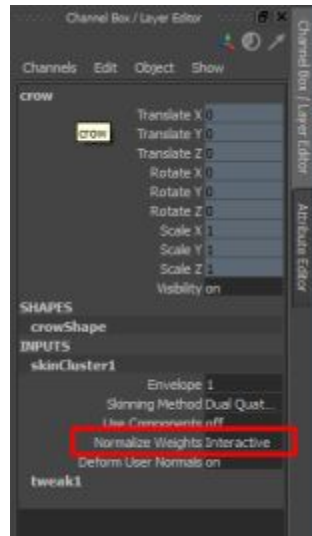 Channel Box / Layer Editor
Channels Edit Object Show
crow
crow
Translate X 0
Translate Y 0
Translate Z 0
Rotate X 0
Rotate Y 0
Rotate Z 0
Scale X 1
Scale Y 1
Scale Z 1
Visibility on
SHAPES
crowShape
INPUTS
skinCluster1
Envelope 1
Skinning Method Dual Quat...
Use Components off
Normalize Weights Interactive
Deform User Normals on
tweak1
Channel Box / Layer Editor
Attribute Editor